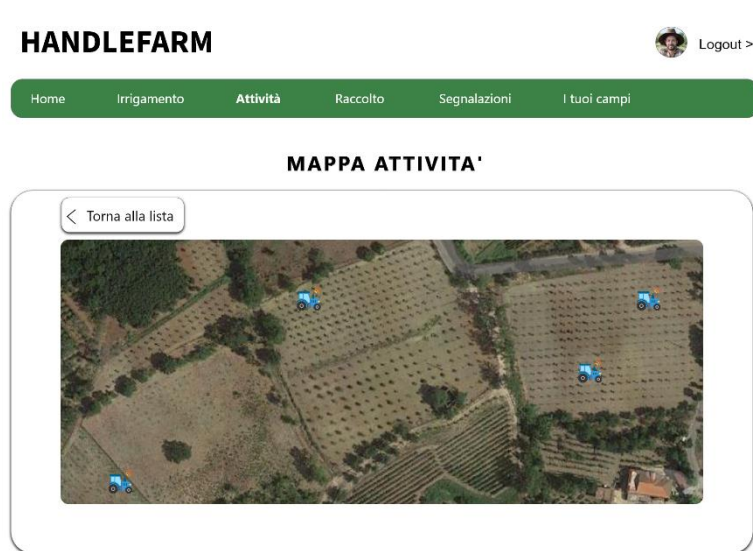 HANDLEFARM
Logout >
Home Irrigamento Attività Raccolto Segnalazioni I tuoi campi
MAPPA ATTIVITA'
< Torna alla lista